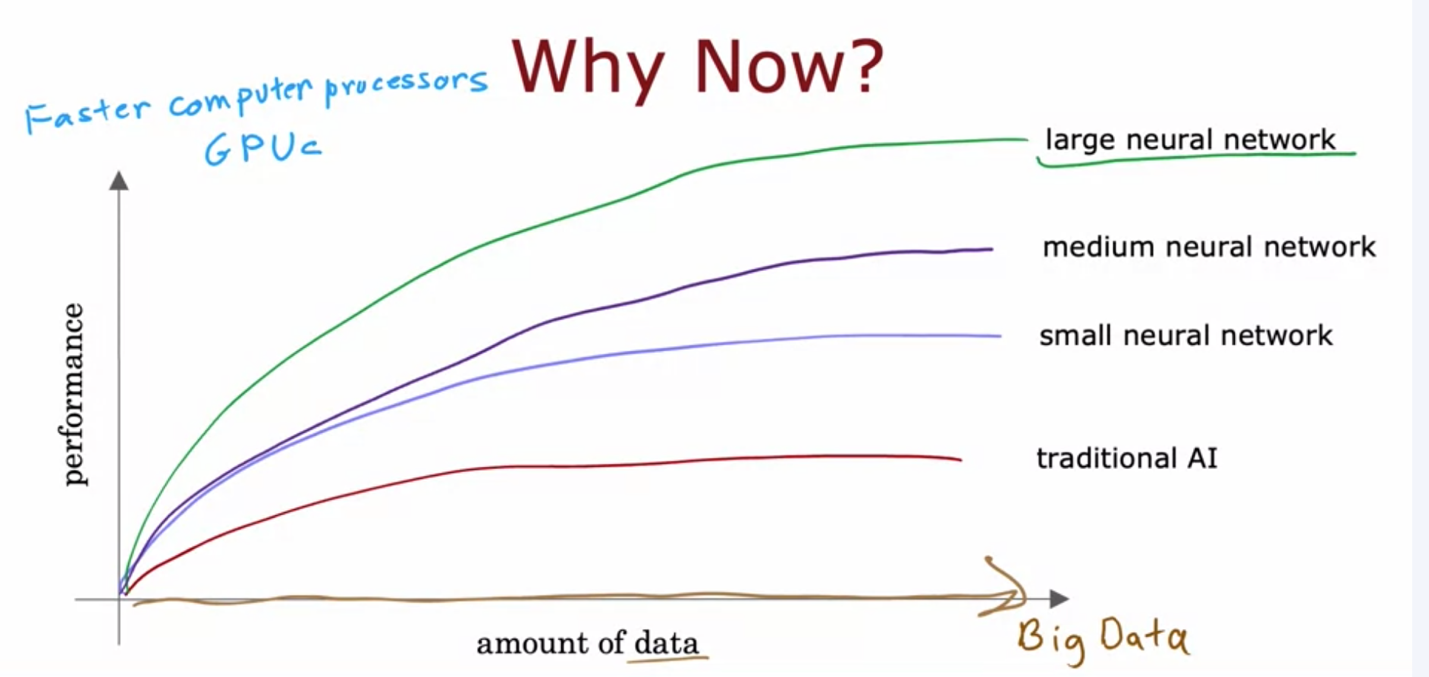 Why Now?
Faster computer processors
GPUs
large neural network
medium neural network
small neural network
traditional AI
performance
amount of data
Big Data